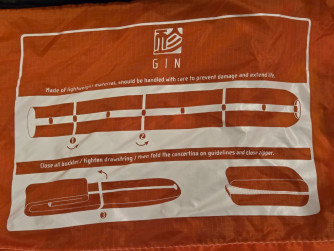 GIN
Made of lightweight material, should be handled with care to prevent damage and extend life.
Close all buckles / tighten drawstring / then fold the concertina on guidelines and close zipper.